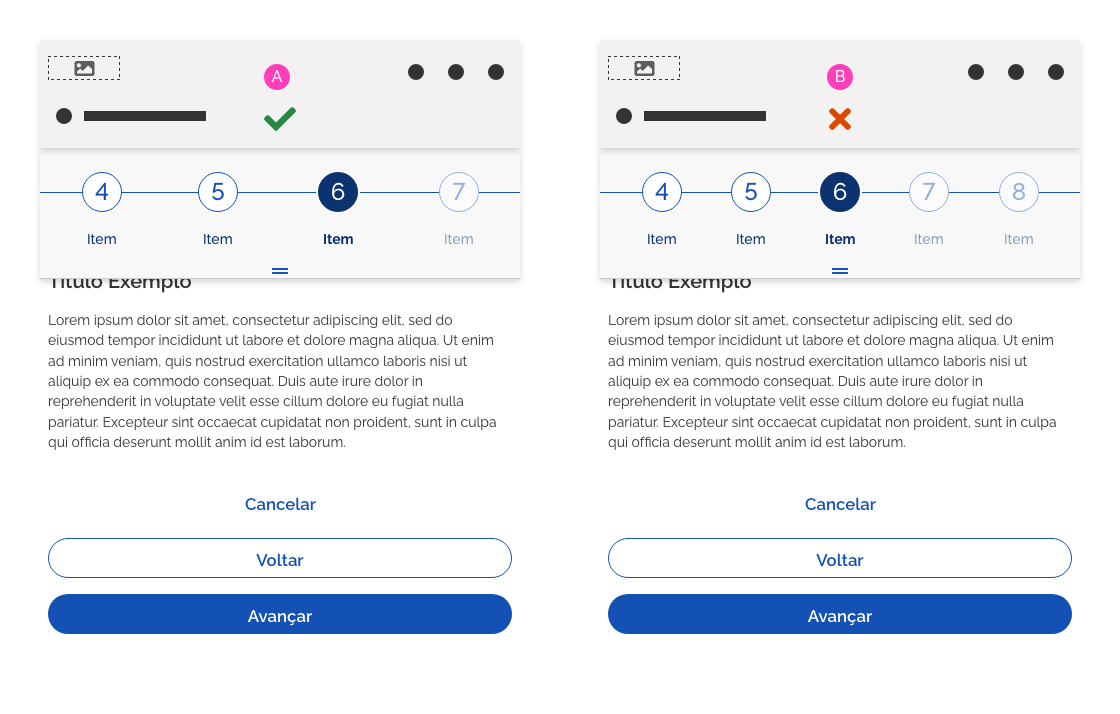 A
4 5 6 7
Item Item Item Item
Título Exemplo
Lorem ipsum dolor sit amet, consectetur adipiscing elit, sed do
eiusmod tempor incididunt ut labore et dolore magna aliqua. Ut enim
ad minim veniam, quis nostrud exercitation ullamco laboris nisi ut
aliquip ex ea commodo consequat. Duis aute irure dolor in
reprehenderit in voluptate velit esse cillum dolore eu fugiat nulla
pariatur. Excepteur sint occaecat cupidatat non proident, sunt in culpa
qui officia deserunt mollit anim id est laborum.
Cancelar
Voltar
Avançar
B
4 5 6 7 8
Item Item Item Item Item
Título Exemplo
Lorem ipsum dolor sit amet, consectetur adipiscing elit, sed do
eiusmod tempor incididunt ut labore et dolore magna aliqua. Ut enim
ad minim veniam, quis nostrud exercitation ullamco laboris nisi ut
aliquip ex ea commodo consequat. Duis aute irure dolor in
reprehenderit in voluptate velit esse cillum dolore eu fugiat nulla
pariatur. Excepteur sint occaecat cupidatat non proident, sunt in culpa
qui officia deserunt mollit anim id est laborum.
Cancelar
Voltar
Avançar